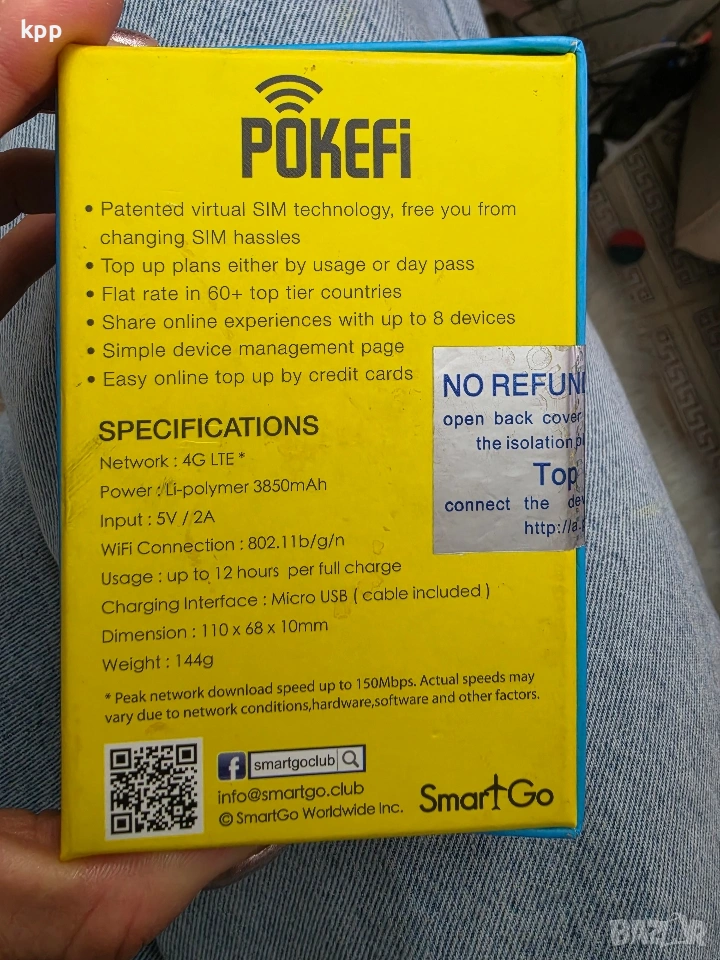 kpp
POKEFi
• Patented virtual SIM technology, free you from
changing SIM hassles
• Top up plans either by usage or day pass
• Flat rate in 60+ top tier countries
• Share online experiences with up to 8 devices
• Simple device management page
• Easy online top up by credit cards
NO REFUN
open back cover
the isolation
Top
connect the
http://a.
SPECIFICATIONS
Network : 4G LTE *
Power : Li-polymer 3850mAh
Input : 5V / 2A
WiFi Connection : 802.11b/g/n
Usage : up to 12 hours per full charge
Charging Interface : Micro USB ( cable included )
Dimension : 110 x 68 x 10mm
Weight : 144g
* Peak network download speed up to 150Mbps. Actual speeds may
vary due to network conditions,hardware,software and other factors.
f smartgoclub
info@smartgo.club
© SmartGo Worldwide Inc.
SmartGo
BAZAR